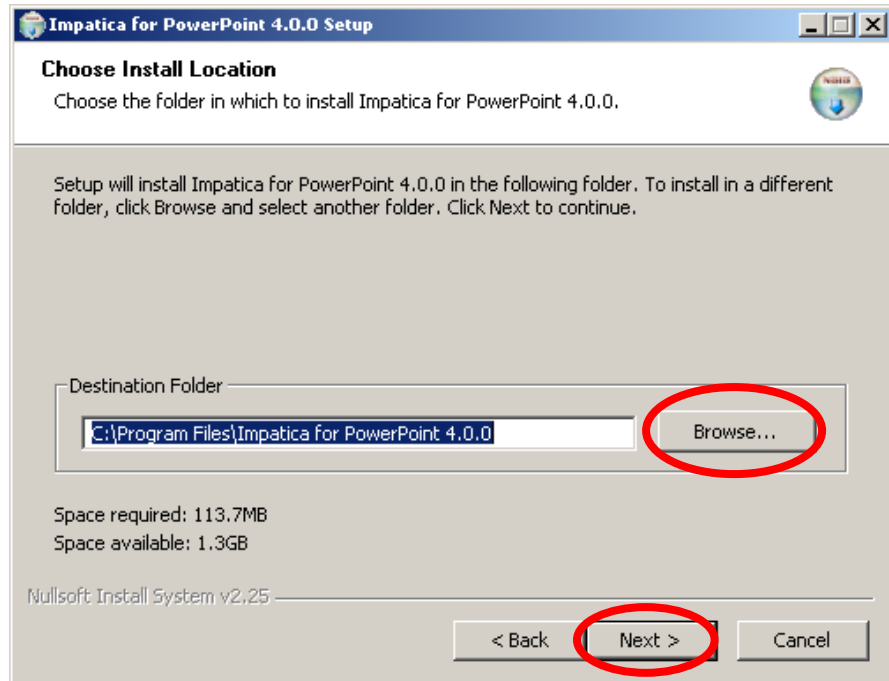 Impatica for PowerPoint 4.0.0 Setup
Choose Install Location
Choose the folder in which to install Impatica for PowerPoint 4.0.0.
Setup will install Impatica for PowerPoint 4.0.0 in the following folder. To install in a different
folder, click Browse and select another folder. Click Next to continue.
Destination Folder
C:\Program Files\Impatica for PowerPoint 4.0.0
Browse...
Space required: 113.7MB
Space available: 1.3GB
Nullsoft Install System v2.25
< Back
Next >
Cancel